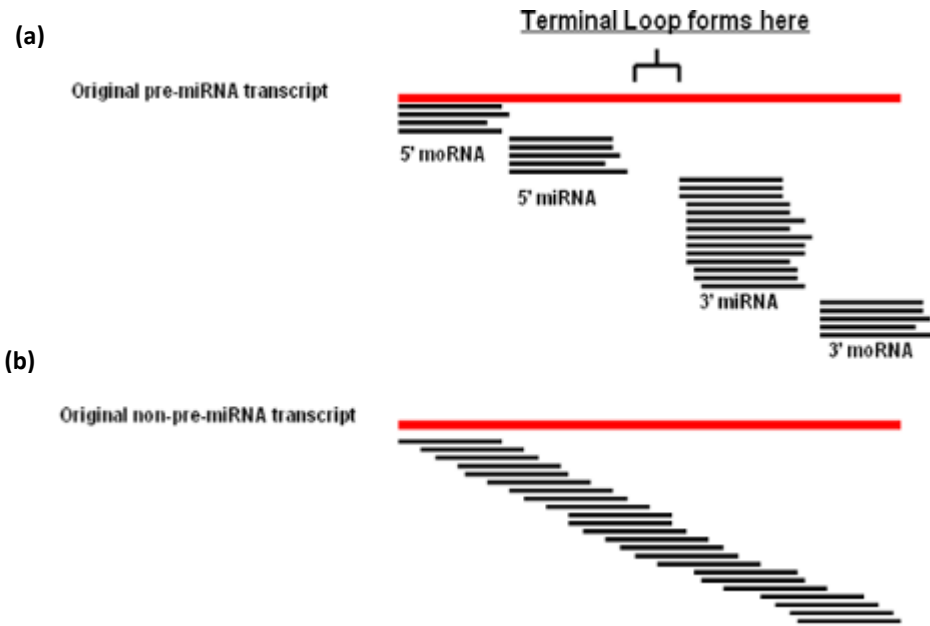 (a)
Terminal Loop forms here
Original pre-miRNA transcript
5' moRNA
5' miRNA
3' miRNA
3' moRNA
(b)
Original non-pre-miRNA transcript